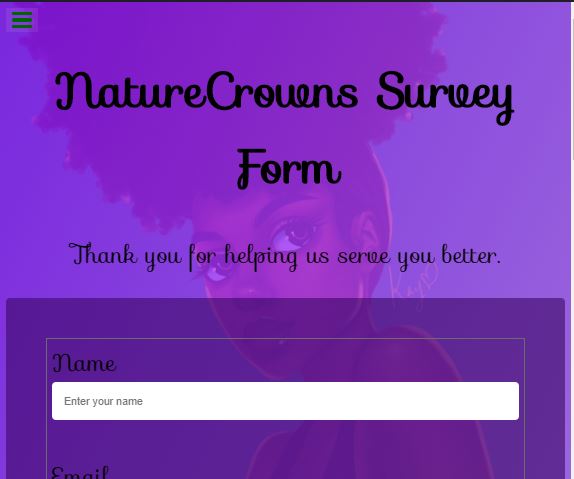 NatureCrowns Survey
Form
Thank you for helping us serve you better.
Name
Enter your name
Email